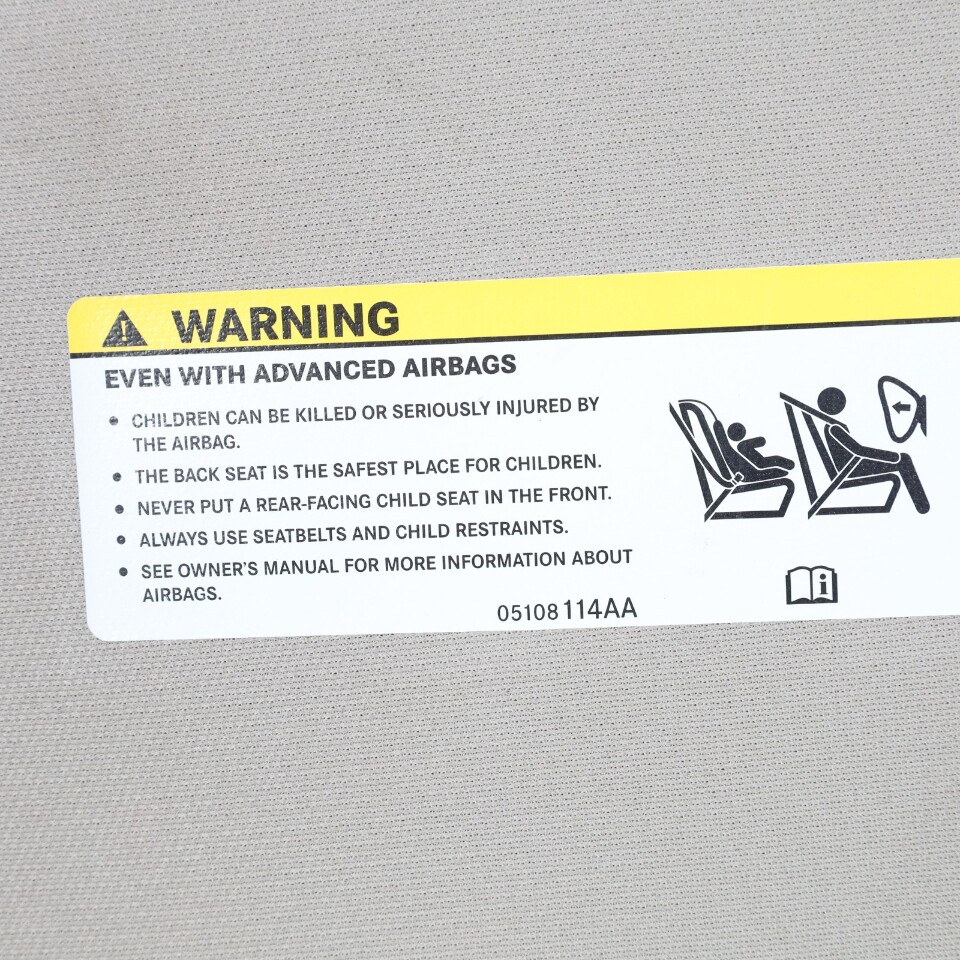 WARNING
EVEN WITH ADVANCED AIRBAGS
• CHILDREN CAN BE KILLED OR SERIOUSLY INJURED BY
THE AIRBAG.
• THE BACK SEAT IS THE SAFEST PLACE FOR CHILDREN.
• NEVER PUT A REAR-FACING CHILD SEAT IN THE FRONT.
• ALWAYS USE SEATBELTS AND CHILD RESTRAINTS.
• SEE OWNER'S MANUAL FOR MORE INFORMATION ABOUT
AIRBAGS.
05108114AA